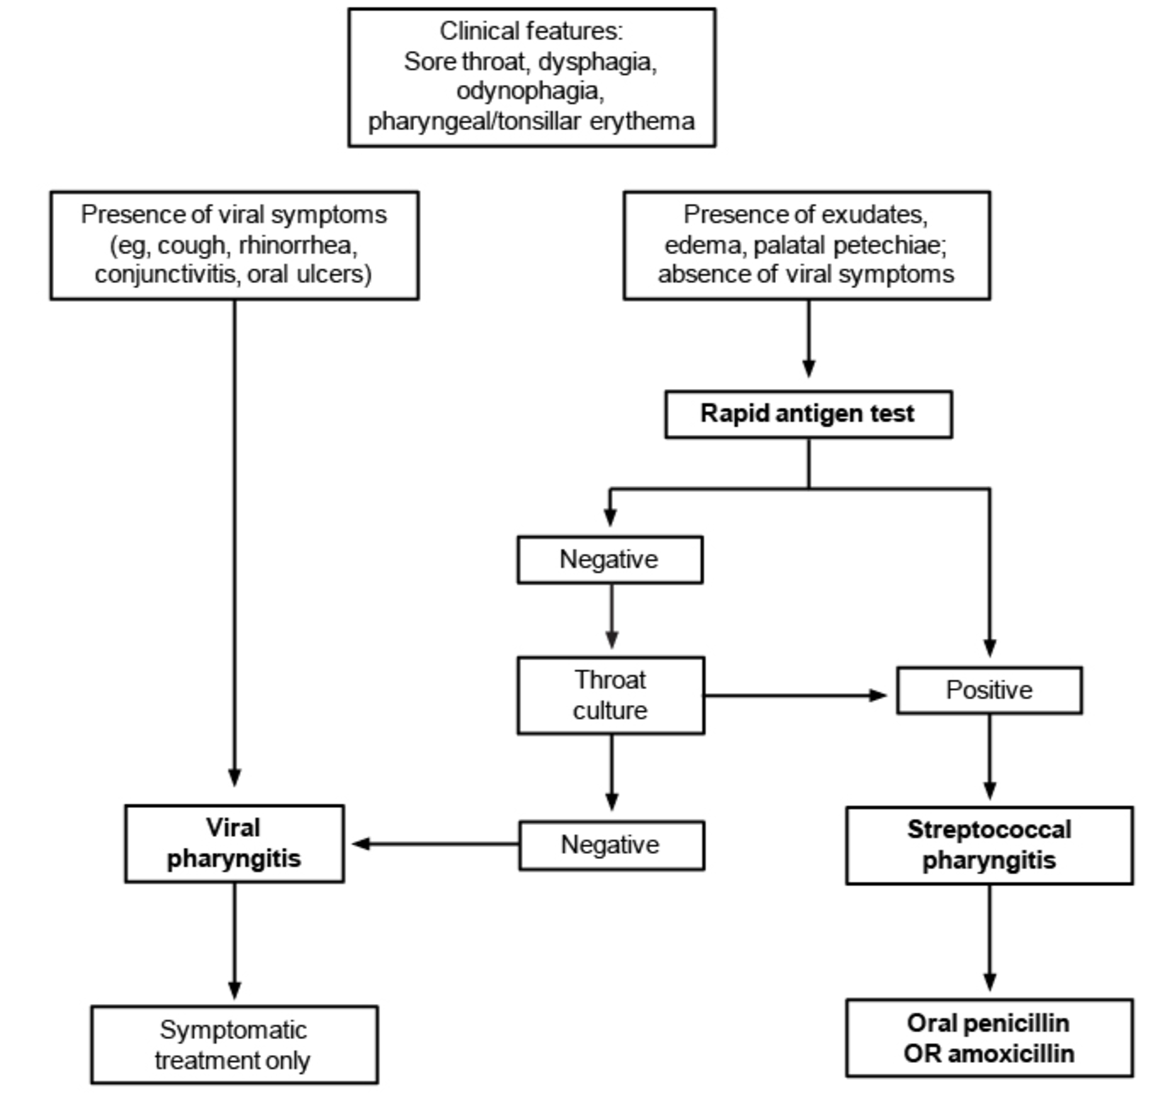 Clinical features:
Sore throat, dysphagia,
odynophagia,
pharyngeal/tonsillar erythema
Presence of viral symptoms
(eg, cough, rhinorrhea,
conjunctivitis, oral ulcers)
Presence of exudates,
edema, palatal petechiae;
absence of viral symptoms
Rapid antigen test
Negative
Throat
culture
Positive
Viral
pharyngitis
Negative
Streptococcal
pharyngitis
Symptomatic
treatment only
Oral penicillin
OR amoxicillin